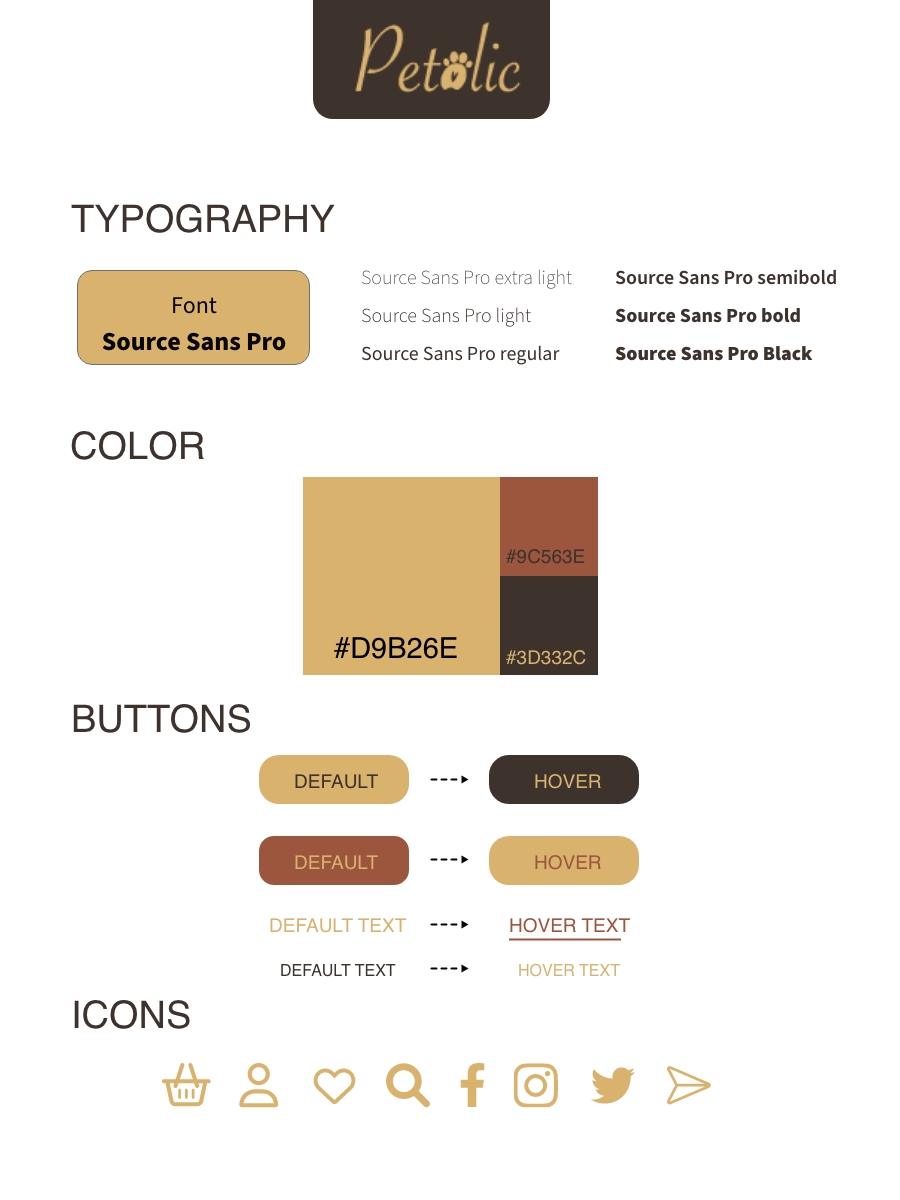 Petolic
TYPOGRAPHY
Font
Source Sans Pro
Source Sans Pro extra light
Source Sans Pro light
Source Sans Pro regular
Source Sans Pro semibold
Source Sans Pro bold
Source Sans Pro Black
COLOR
#9C563E
#D9B26E
#3D332C
BUTTONS
DEFAULT
HOVER
DEFAULT
HOVER
DEFAULT TEXT
HOVER TEXT
DEFAULT TEXT
HOVER TEXT
ICONS